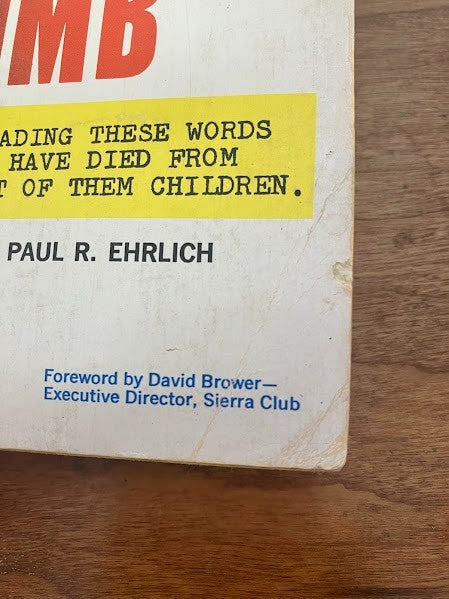 OMB
ADING THESE WORDS
HAVE DIED FROM
T OF THEM CHILDREN.
PAUL R. EHRLICH
Foreword by David Brower—
Executive Director, Sierra Club